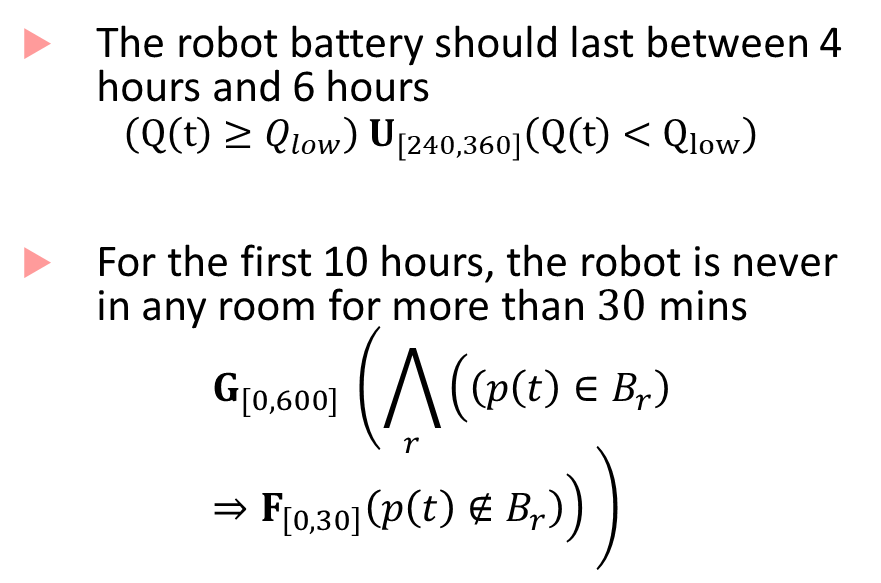 The robot battery should last between 4
hours and 6 hours
(Q(t) ≥ Q_low) U_[240,360](Q(t) < Q_low)
For the first 10 hours, the robot is never
in any room for more than 30 mins
G_[0,600] (⋀_r ((p(t) ∈ B_r)
⇒ F_[0,30](p(t) ∉ B_r)))